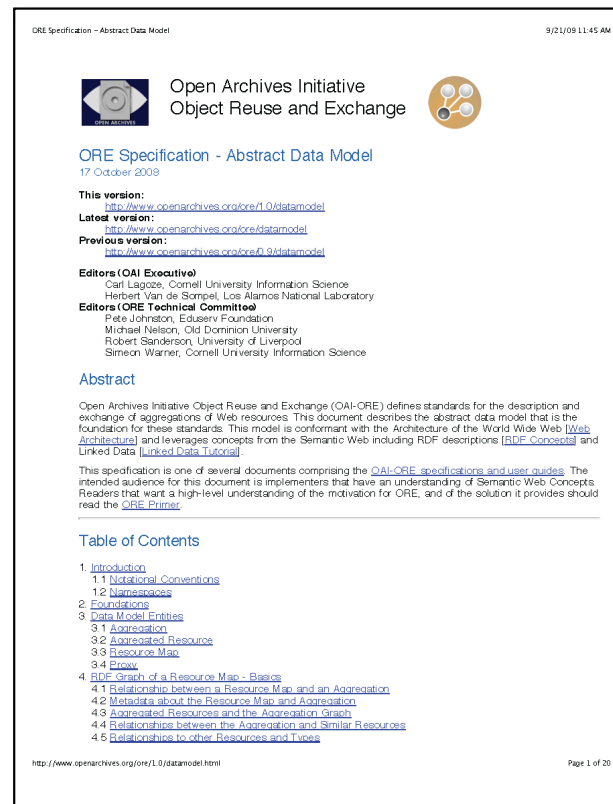 ORE Specification - Abstract Data Model 9/21/09 11:45 AM
OPEN ARCHIVES
Open Archives Initiative
Object Reuse and Exchange
ORE Specification - Abstract Data Model
17 October 2008
This version:
http://www.openarchives.org/ore/1.0/datamodel
Latest version:
http://www.openarchives.org/ore/datamodel
Previous version:
http://www.openarchives.org/ore/0.9/datamodel
Editors (OAI Executive)
Carl Lagoze, Cornell University Information Science
Herbert Van de Sompel, Los Alamos National Laboratory
Editors (ORE Technical Committee)
Pete Johnston, Eduserv Foundation
Michael Nelson, Old Dominion University
Robert Sanderson, University of Liverpool
Simeon Warner, Cornell University Information Science
Abstract
Open Archives Initiative Object Reuse and Exchange (OAI-ORE) defines standards for the description and
exchange of aggregations of Web resources. This document describes the abstract data model that is the
foundation for these standards. This model is conformant with the Architecture of the World Wide Web [Web
Architecture] and leverages concepts from the Semantic Web including RDF descriptions [RDF Concepts] and
Linked Data [Linked Data Tutorial].
This specification is one of several documents comprising the OAI-ORE specifications and user guides. The
intended audience for this document is implementers that have an understanding of Semantic Web Concepts.
Readers that want a high-level understanding of the motivation for ORE, and of the solution it provides should
read the ORE Primer.
Table of Contents
1. Introduction
1.1 Notational Conventions
1.2 Namespaces
2. Foundations
3. Data Model Entities
3.1 Aggregation
3.2 Aggregated Resource
3.3 Resource Map
3.4 Proxy
4. RDF Graph of a Resource Map - Basics
4.1 Relationship between a Resource Map and an Aggregation
4.2 Metadata about the Resource Map and Aggregation
4.3 Aggregated Resources and the Aggregation Graph
4.4 Relationships between the Aggregation and Similar Resources
4.5 Relationships to other Resources and Types
http://www.openarchives.org/ore/1.0/datamodel.html Page 1 of 20